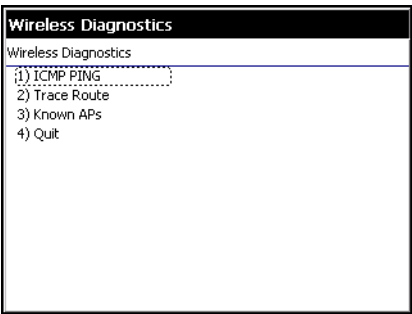 Wireless Diagnostics
Wireless Diagnostics
1) ICMP PING
2) Trace Route
3) Known APs
4) Quit